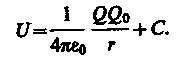 U = \frac{1}{4\pi\varepsilon_0} \frac{QQ_0}{r} + C.